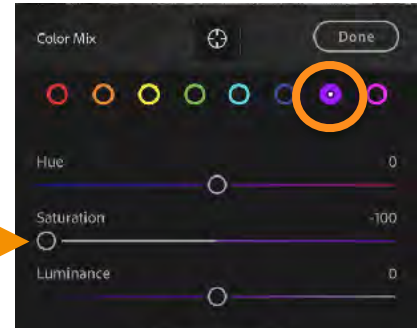 Color Mix
Done
Hue 0
Saturation -100
Luminance 0